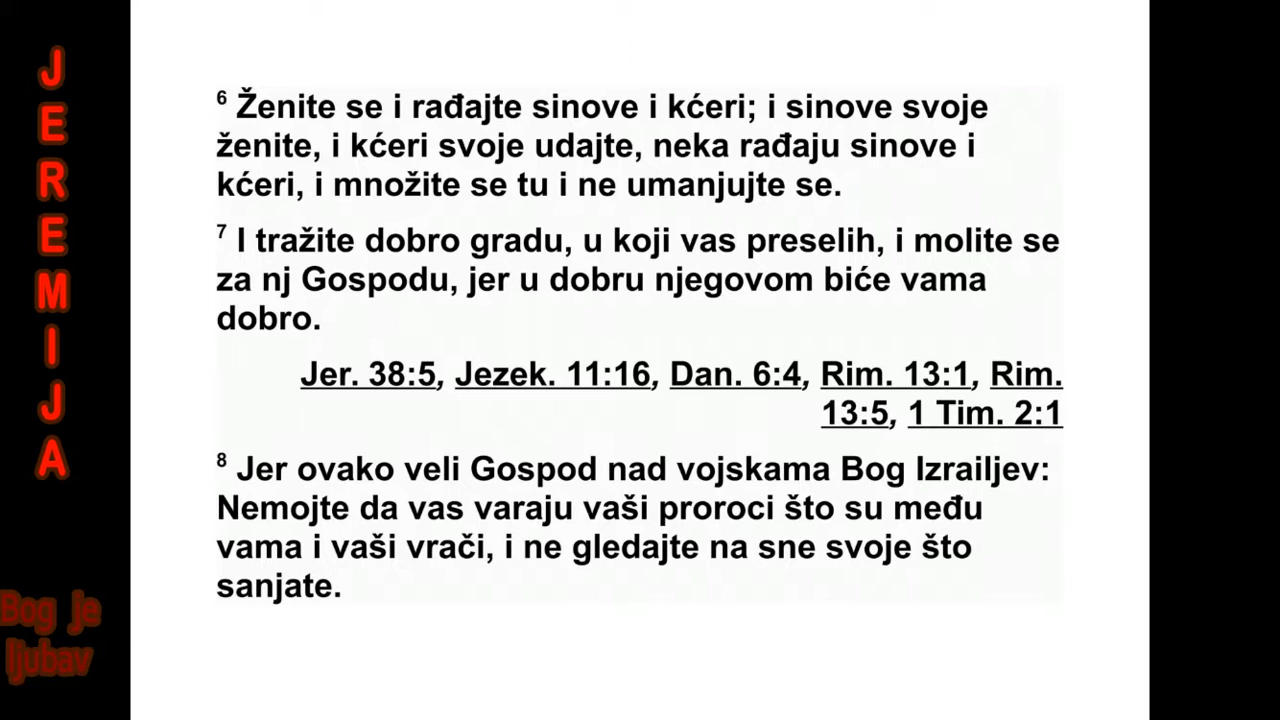 JEREMIJA
6 Ženite se i rađajte sinove i kćeri; i sinove svoje
ženite, i kćeri svoje udajte, neka rađaju sinove i
kćeri, i množite se tu i ne umanjujte se.
7 I tražite dobro gradu, u koji vas preselih, i molite se
za nj Gospodu, jer u dobru njegovom biće vama
dobro.
Jer. 38:5, Jezek. 11:16, Dan. 6:4, Rim. 13:1, Rim.
13:5, 1 Tim. 2:1
8 Jer ovako veli Gospod nad vojskama Bog Izrailjev:
Nemojte da vas varaju vaši proroci što su među
vama i vaši vrači, i ne gledajte na sne svoje što
sanjate.
Bog je
ljubav